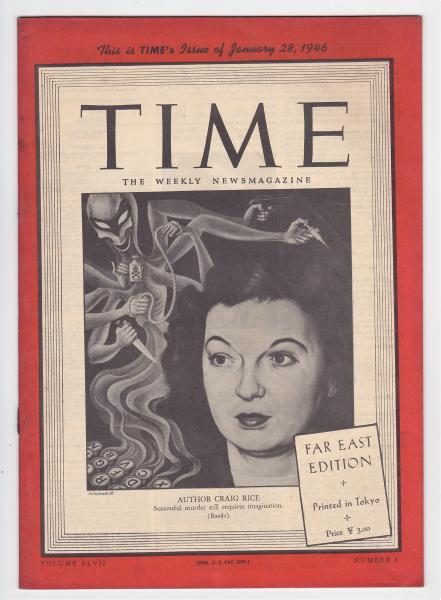 This is TIME's Issue of January 28, 1946
TIME
THE WEEKLY NEWSMAGAZINE
Artzybasheff
AUTHOR CRAIG RICE
Successful murder still requires imagination.
(Books)
FAR EAST
EDITION
+
Printed in Tokyo
+
Price ¥ 3.00
VOLUME XLVII
(REG. U. S. PAT. OFF.)
NUMBER 4